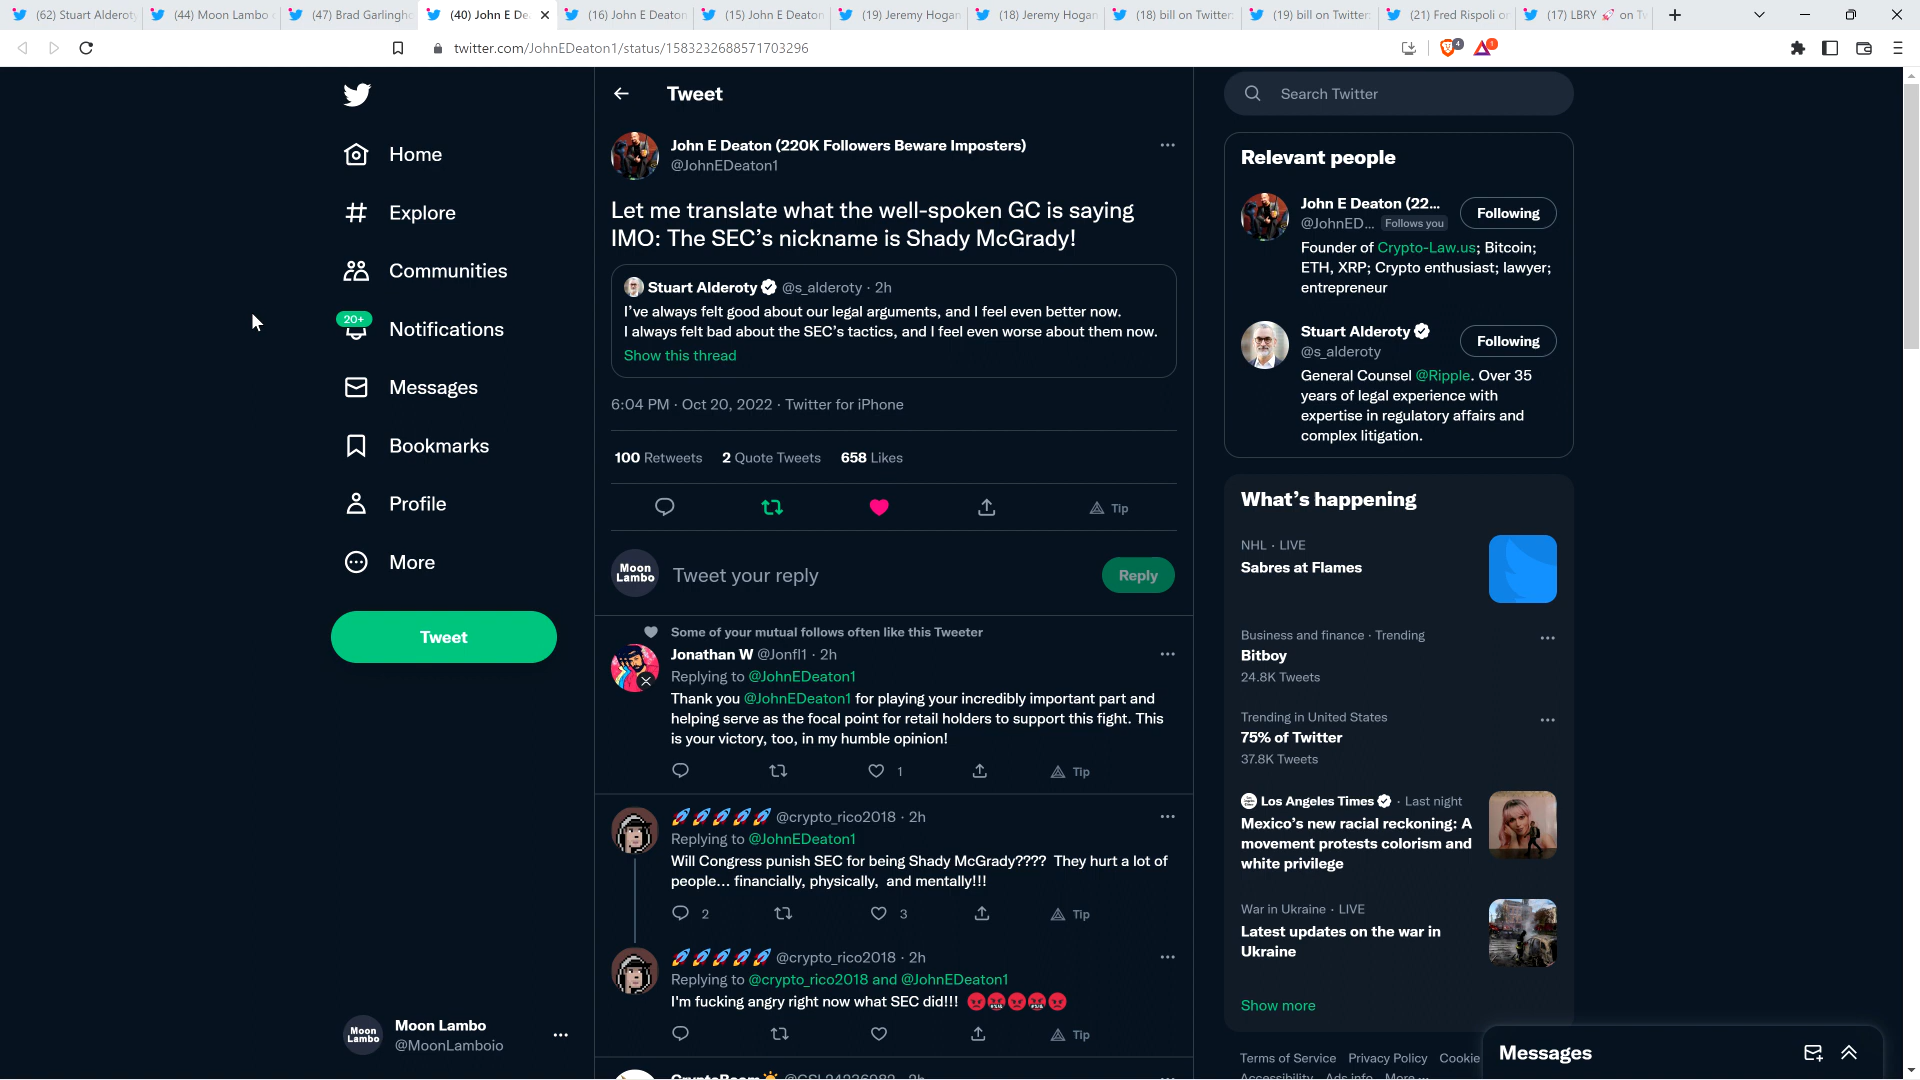 (62) Stuart Alderoty
(44) Moon Lambo
(47) Brad Garlingho
(40) John E De
(16) John E Deaton
(15) John E Deaton
(19) Jeremy Hogan
(18) Jeremy Hogan
(18) bill on Twitter:
(19) bill on Twitter:
(21) Fred Rispoli o
(17) LBRY 🚀 on Tw
twitter.com/JohnEDeaton1/status/1583232688571703296
4
1
Home
Explore
Communities
20+
Notifications
Messages
Bookmarks
Profile
More
Tweet
Moon
Lambo
Moon Lambo
@MoonLamboio
Tweet
John E Deaton (220K Followers Beware Imposters)
@JohnEDeaton1
Let me translate what the well-spoken GC is saying
IMO: The SEC’s nickname is Shady McGrady!
Stuart Alderoty @s_alderoty · 2h
I’ve always felt good about our legal arguments, and I feel even better now.
I always felt bad about the SEC’s tactics, and I feel even worse about them now.
Show this thread
6:04 PM · Oct 20, 2022 · Twitter for iPhone
100 Retweets 2 Quote Tweets 658 Likes
Tip
Moon
Lambo
Tweet your reply
Reply
Some of your mutual follows often like this Tweeter
Jonathan W @Jonfl1 · 2h
Replying to @JohnEDeaton1
Thank you @JohnEDeaton1 for playing your incredibly important part and
helping serve as the focal point for retail holders to support this fight. This
is your victory, too, in my humble opinion!
1 Tip
🚀🚀🚀🚀🚀 @crypto_rico2018 · 2h
Replying to @JohnEDeaton1
Will Congress punish SEC for being Shady McGrady???? They hurt a lot of
people... financially, physically, and mentally!!!
2 3 Tip
🚀🚀🚀🚀🚀 @crypto_rico2018 · 2h
Replying to @crypto_rico2018 and @JohnEDeaton1
I'm fucking angry right now what SEC did!!! 😡🤬😡🤬😡
Tip
Search Twitter
Relevant people
John E Deaton (22...
@JohnED... Follows you
Following
Founder of Crypto-Law.us; Bitcoin;
ETH, XRP; Crypto enthusiast; lawyer;
entrepreneur
Stuart Alderoty
@s_alderoty
Following
General Counsel @Ripple. Over 35
years of legal experience with
expertise in regulatory affairs and
complex litigation.
What’s happening
NHL · LIVE
Sabres at Flames
Business and finance · Trending
Bitboy
24.8K Tweets
Trending in United States
75% of Twitter
37.8K Tweets
Los Angeles Times · Last night
Mexico’s new racial reckoning: A
movement protests colorism and
white privilege
War in Ukraine · LIVE
Latest updates on the war in
Ukraine
Show more
Terms of Service Privacy Policy Cookie
Messages